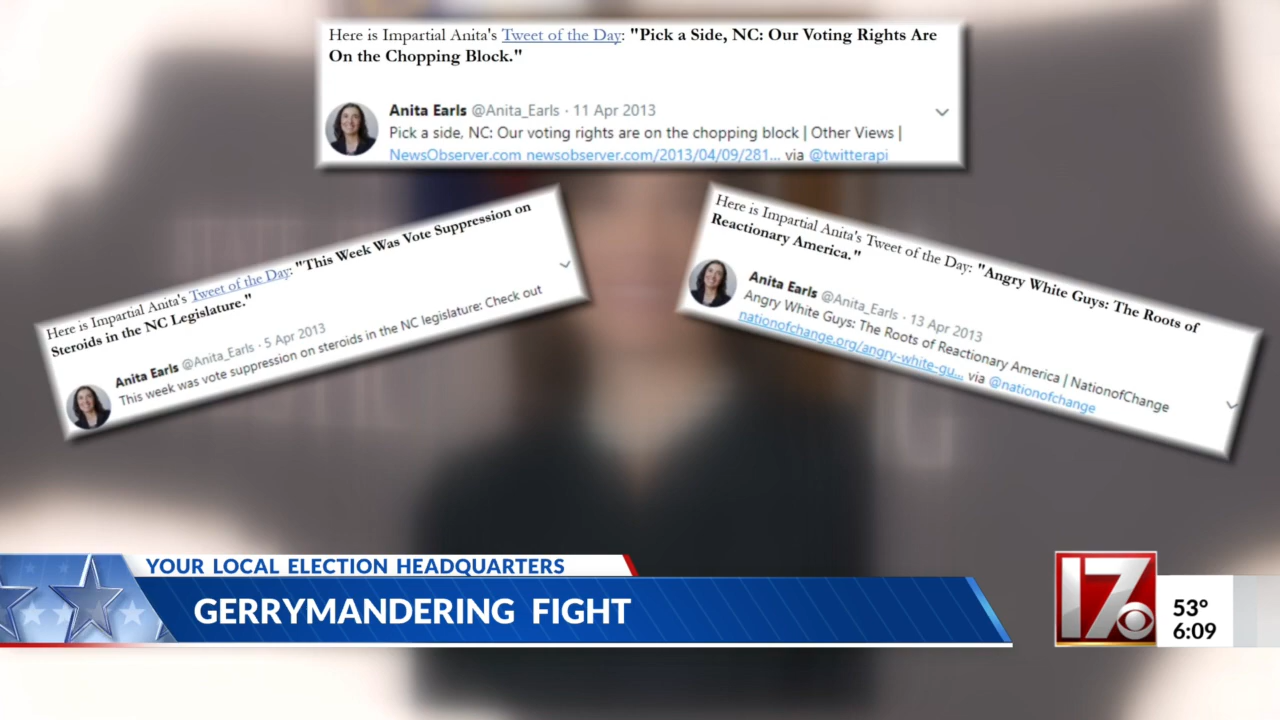 Here is Impartial Anita's Tweet of the Day: "Pick a Side, NC: Our Voting Rights Are
On the Chopping Block."
Anita Earls @Anita_Earls · 11 Apr 2013
Pick a side, NC: Our voting rights are on the chopping block | Other Views |
NewsObserver.com newsobserver.com/2013/04/09/281... via @twitterapi
Here is Impartial Anita's Tweet of the Day: "This Week Was Vote Suppression on
Steroids in the NC Legislature."
Anita Earls @Anita_Earls · 5 Apr 2013
This week was vote suppression on steroids in the NC legislature: Check out
Here is Impartial Anita's Tweet of the Day: "Angry White Guys: The Roots of
Reactionary America."
Anita Earls @Anita_Earls · 13 Apr 2013
Angry White Guys: The Roots of Reactionary America | NationofChange
nationofchange.org/angry-white-gu... via @nationofchange
YOUR LOCAL ELECTION HEADQUARTERS
GERRYMANDERING FIGHT
17
53°
6:09